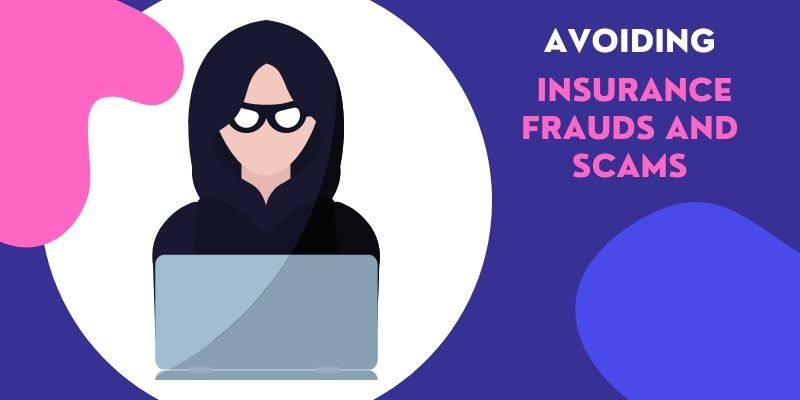 AVOIDING
INSURANCE
FRAUDS AND
SCAMS